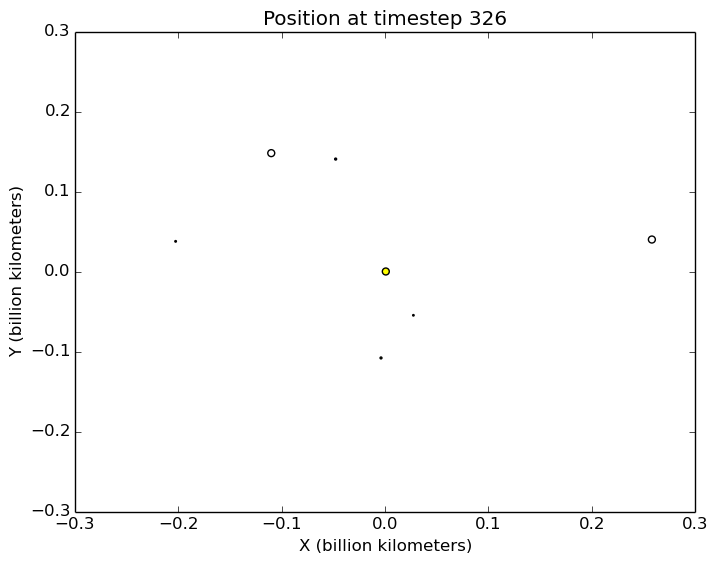 Position at timestep 326
0.3
0.2
0.1
0.0
−0.1
−0.2
−0.3
Y (billion kilometers)
−0.3 −0.2 −0.1 0.0 0.1 0.2 0.3
X (billion kilometers)